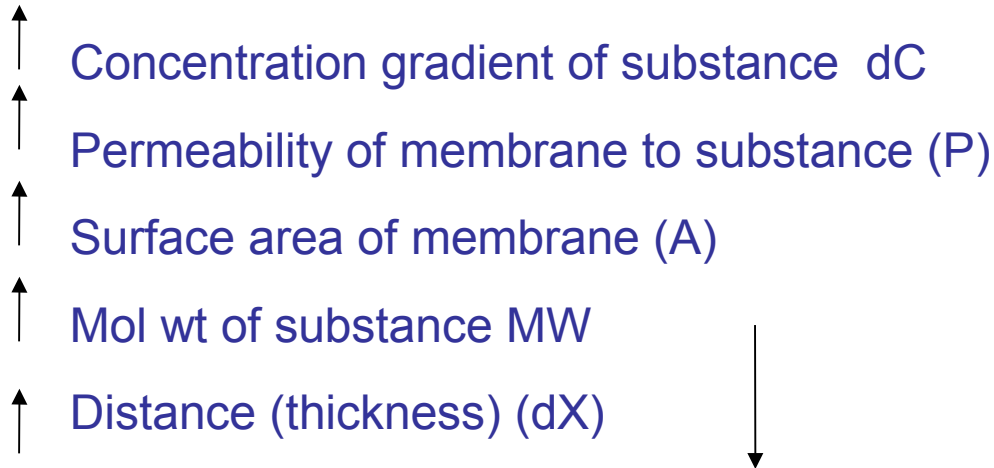 Concentration gradient of substance dC
Permeability of membrane to substance (P)
Surface area of membrane (A)
Mol wt of substance MW
Distance (thickness) (dX)